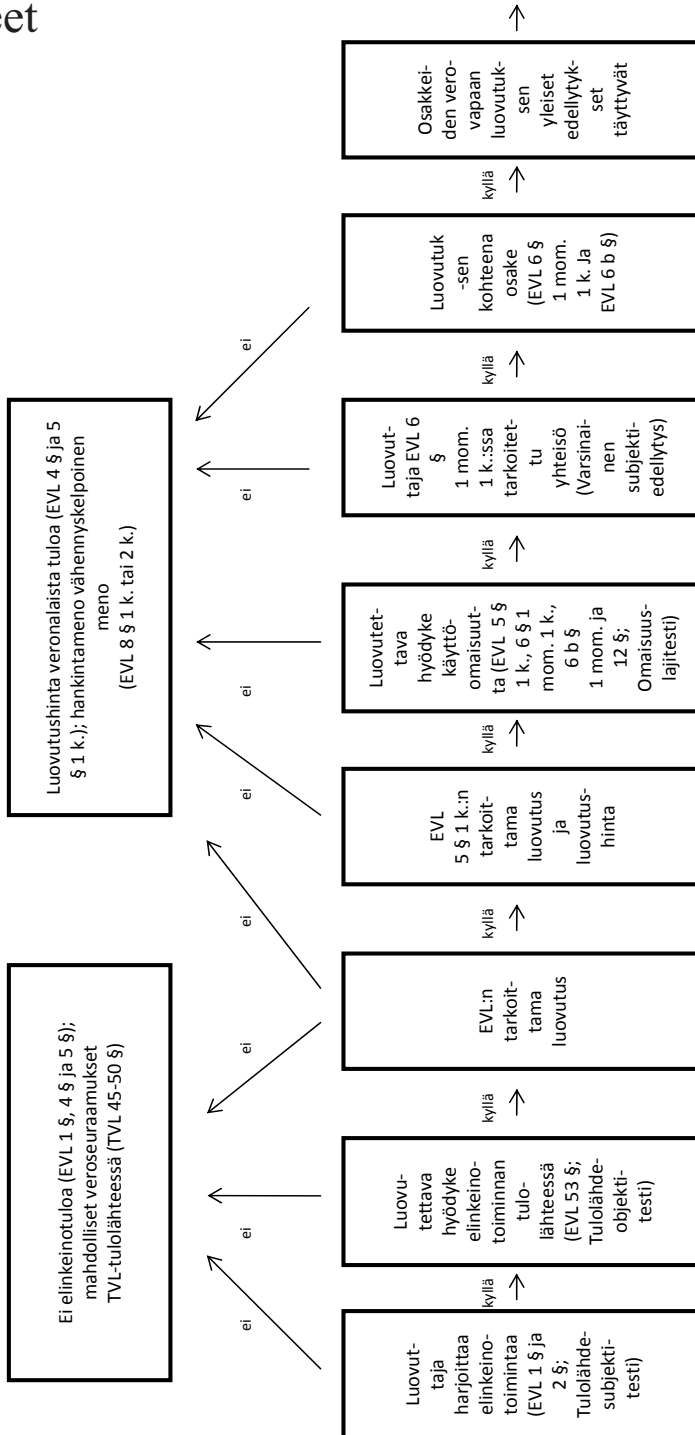 eet
Ei elinkeinotuloa (EVL 1 §, 4 § ja 5 §);
mahdolliset veroseuraamukset
TVL-tulolähteessä (TVL 45-50 §)
Luovutushinta veronalaista tuloa (EVL 4 § ja 5
§ 1 k.); hankintameno vähennyskelpoinen
meno
(EVL 8 § 1 k. tai 2 k.)
ei
ei
ei
ei
ei
ei
ei
ei
Luovut-
taja
harjoittaa
elinkeino-
toimintaa
(EVL 1 § ja
2 §;
Tulolähde-
subjekti-
testi)
kyllä
Luovu-
tettava
hyödyke
elinkeino-
toiminnan
tulo-
lähteessä
(EVL 53 §;
Tulolähde-
objekti-
testi)
kyllä
EVL:n
tarkoit-
tama
luovutus
kyllä
EVL
5 § 1 k.:n
tarkoit-
tama
luovutus
ja
luovutus-
hinta
kyllä
Luovutet-
tava
hyödyke
käyttö-
omaisuut-
ta (EVL 5 §
1 k., 6 § 1
mom. 1 k.,
6 b §
1 mom. ja
12 §;
Omaisuus-
lajitesti)
kyllä
Luovut-
taja EVL 6
§
1 mom.
1 k.:ssa
tarkoitet-
tu
yhteisö
(Varsinai-
nen
subjekti-
edellytys)
kyllä
Luovutuk
-sen
kohteena
osake
(EVL 6 §
1 mom.
1 k. Ja
EVL 6 b §)
kyllä
Osakkei-
den vero-
vapaan
luovutuk-
sen
yleiset
edellytyk-
set
täyttyvät